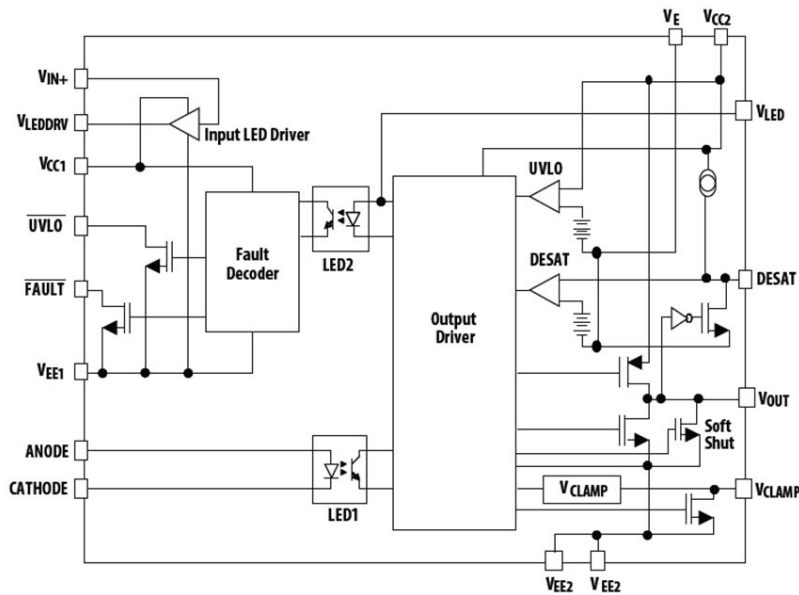 VE VCC2
VIN+
VLEDDRV
Input LED Driver
VCC1
UVLO
FAULT
VEE1
ANODE
CATHODE
Fault
Decoder
LED2
LED1
Output
Driver
UVLO
DESAT
VLED
DESAT
VOUT
Soft
Shut
VCLAMP
VCLAMP
VEE2 VEE2